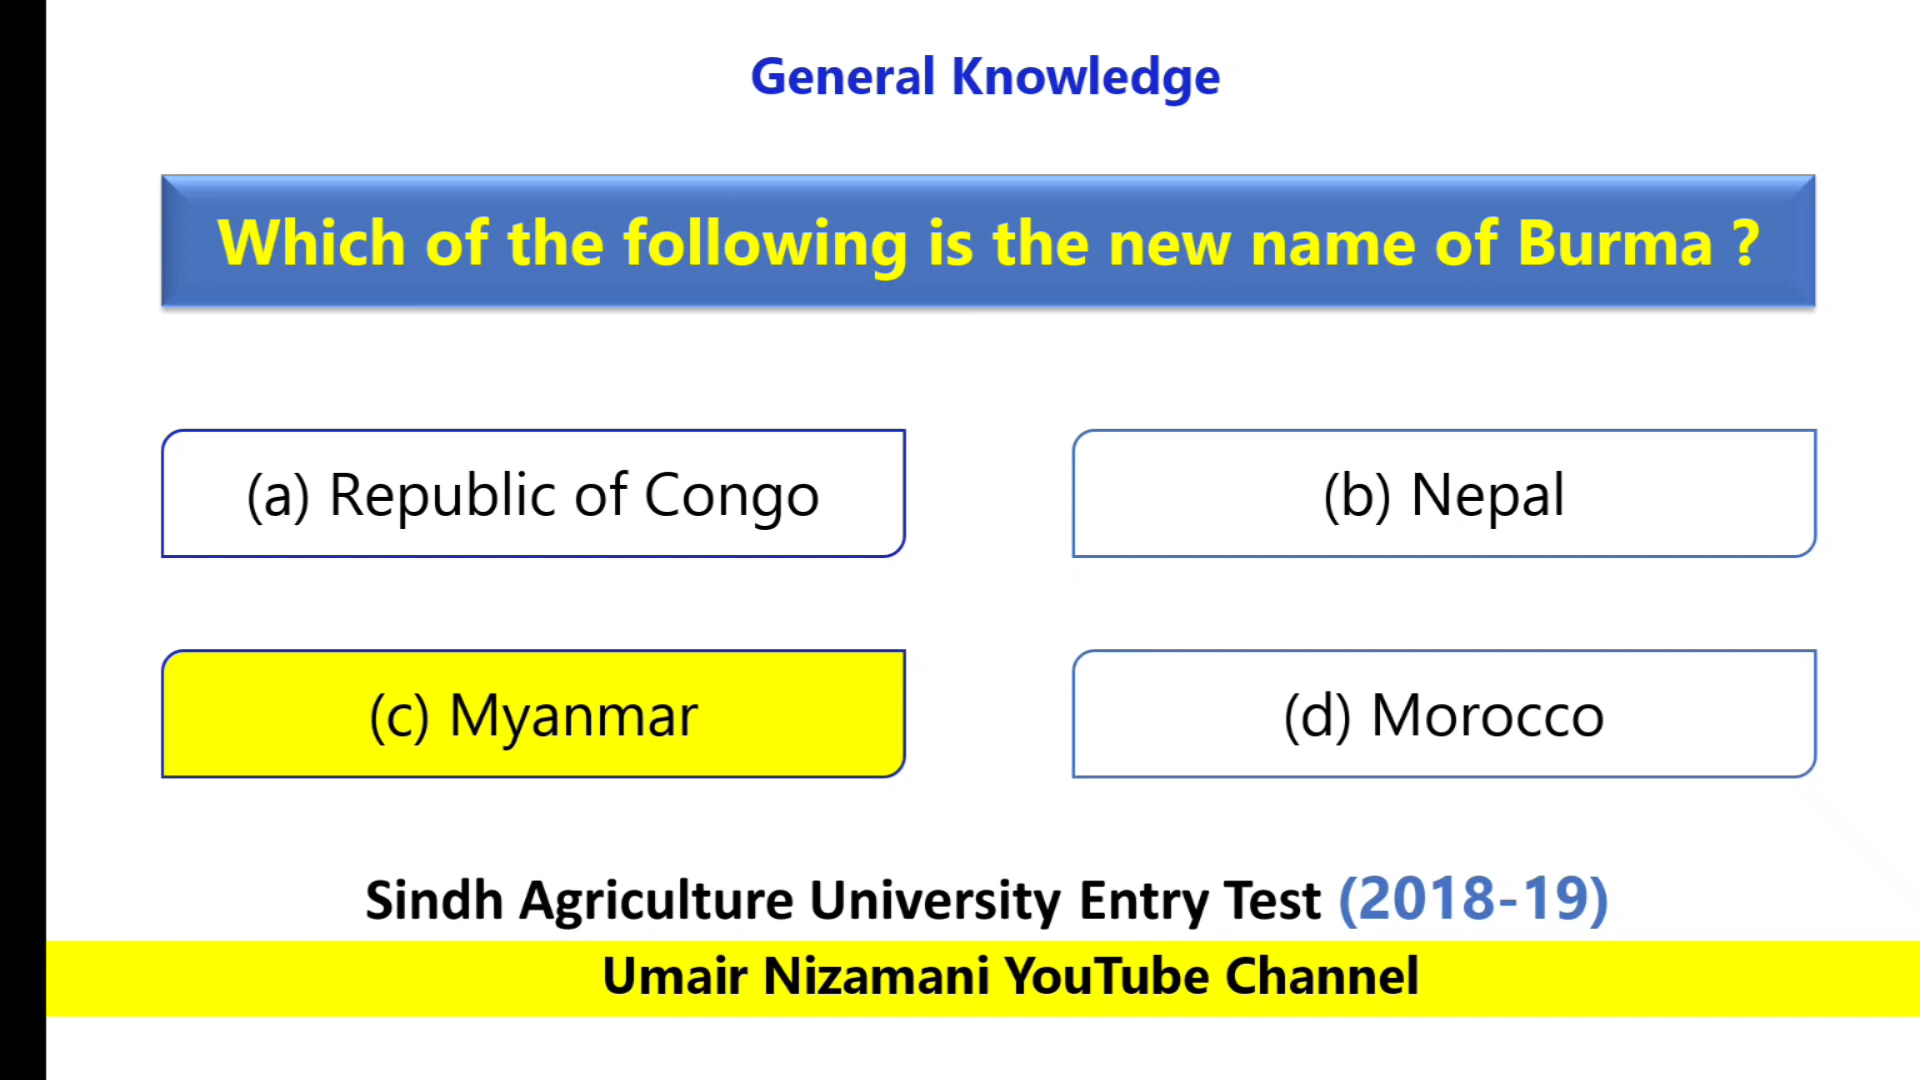 General Knowledge
Which of the following is the new name of Burma ?
(a) Republic of Congo
(b) Nepal
(c) Myanmar
(d) Morocco
Sindh Agriculture University Entry Test (2018-19)
Umair Nizamani YouTube Channel